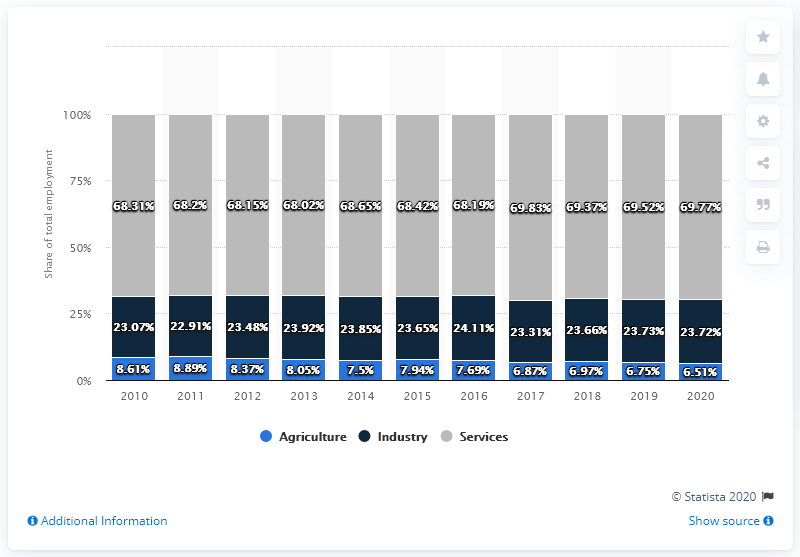 100%
75%
50%
25%
0%
Share of total employment
68.31% 68.2% 68.15% 68.02% 68.65% 68.42% 68.19% 69.83% 69.37% 69.52% 69.77%
23.07% 22.91% 23.48% 23.92% 23.85% 23.65% 24.11% 23.31% 23.66% 23.73% 23.72%
8.61% 8.89% 8.37% 8.05% 7.5% 7.94% 7.69% 6.87% 6.97% 6.75% 6.51%
2010 2011 2012 2013 2014 2015 2016 2017 2018 2019 2020
Agriculture Industry Services
© Statista 2020
Additional Information Show source